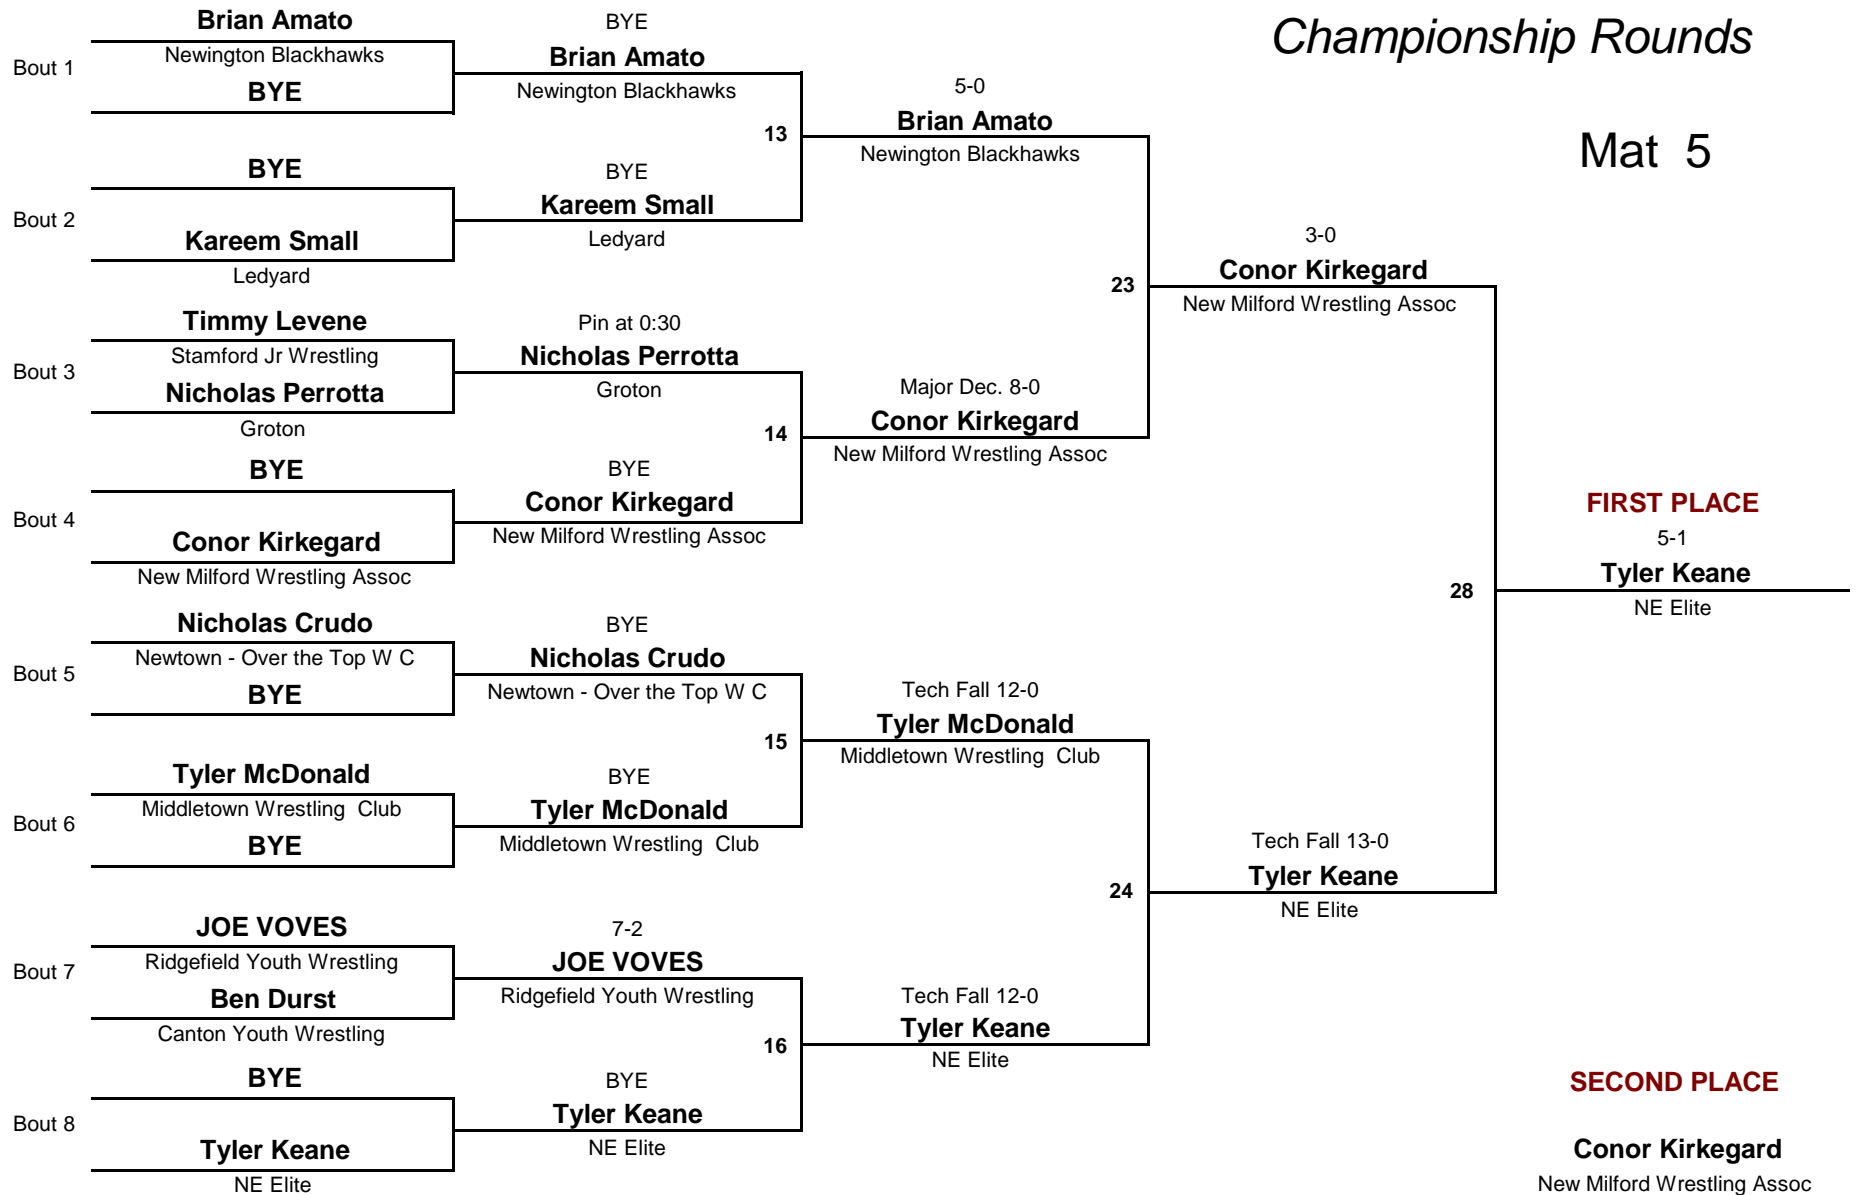 Championship Rounds
Mat 5
Bout 1
Brian Amato
Newington Blackhawks
BYE
Bout 2
BYE
Kareem Small
Ledyard
Bout 3
Timmy Levene
Stamford Jr Wrestling
Nicholas Perrotta
Groton
Bout 4
BYE
Conor Kirkegard
New Milford Wrestling Assoc
Bout 5
Nicholas Crudo
Newtown - Over the Top W C
BYE
Bout 6
Tyler McDonald
Middletown Wrestling Club
BYE
Bout 7
JOE VOVES
Ridgefield Youth Wrestling
Ben Durst
Canton Youth Wrestling
Bout 8
BYE
Tyler Keane
NE Elite
BYE
Brian Amato
Newington Blackhawks
13
BYE
Kareem Small
Ledyard
Pin at 0:30
Nicholas Perrotta
Groton
14
BYE
Conor Kirkegard
New Milford Wrestling Assoc
BYE
Nicholas Crudo
Newtown - Over the Top W C
15
BYE
Tyler McDonald
Middletown Wrestling Club
7-2
JOE VOVES
Ridgefield Youth Wrestling
16
BYE
Tyler Keane
NE Elite
5-0
Brian Amato
Newington Blackhawks
23
Major Dec. 8-0
Conor Kirkegard
New Milford Wrestling Assoc
Tech Fall 12-0
Tyler McDonald
Middletown Wrestling Club
24
Tech Fall 12-0
Tyler Keane
NE Elite
3-0
Conor Kirkegard
New Milford Wrestling Assoc
28
Tech Fall 13-0
Tyler Keane
NE Elite
FIRST PLACE
5-1
Tyler Keane
NE Elite
SECOND PLACE
Conor Kirkegard
New Milford Wrestling Assoc